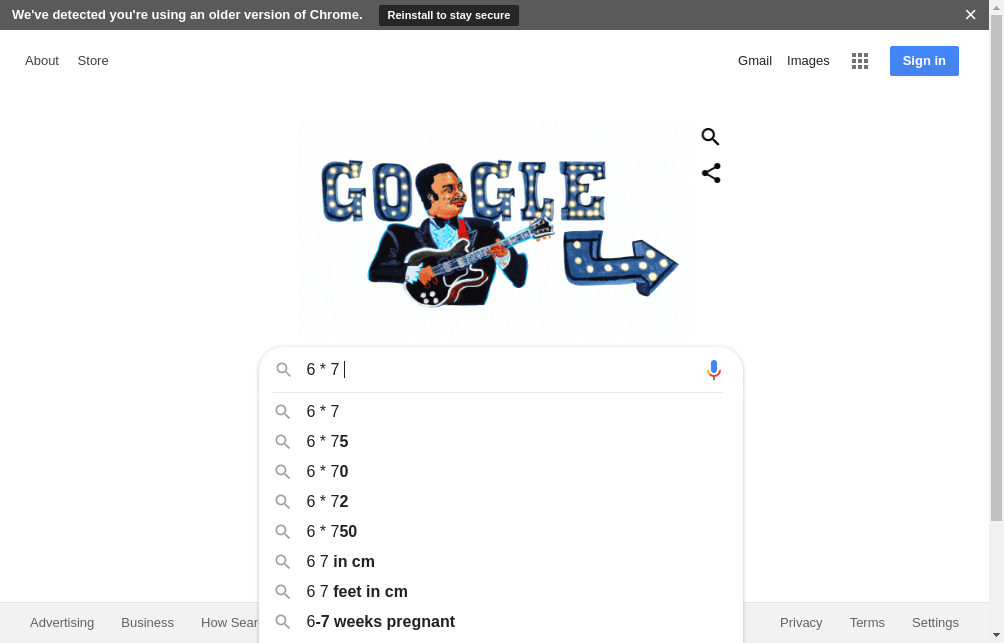 We've detected you're using an older version of Chrome. Reinstall to stay secure
About Store Gmail Images Sign in
GOOGLE
6 * 7
6 * 7
6 * 75
6 * 70
6 * 72
6 * 750
6 7 in cm
6 7 feet in cm
6-7 weeks pregnant
Advertising Business How Sear Privacy Terms Settings